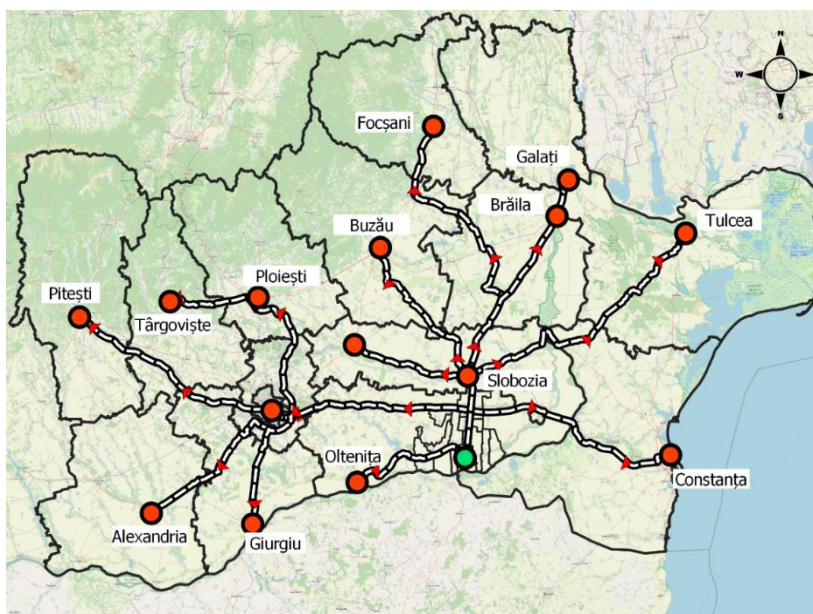 N
W
E
S
Focșani
Galați
Brăila
Buzău
Tulcea
Ploiești
Pitești
Târgoviște
Slobozia
Oltenița
Constanța
Alexandria
Giurgiu